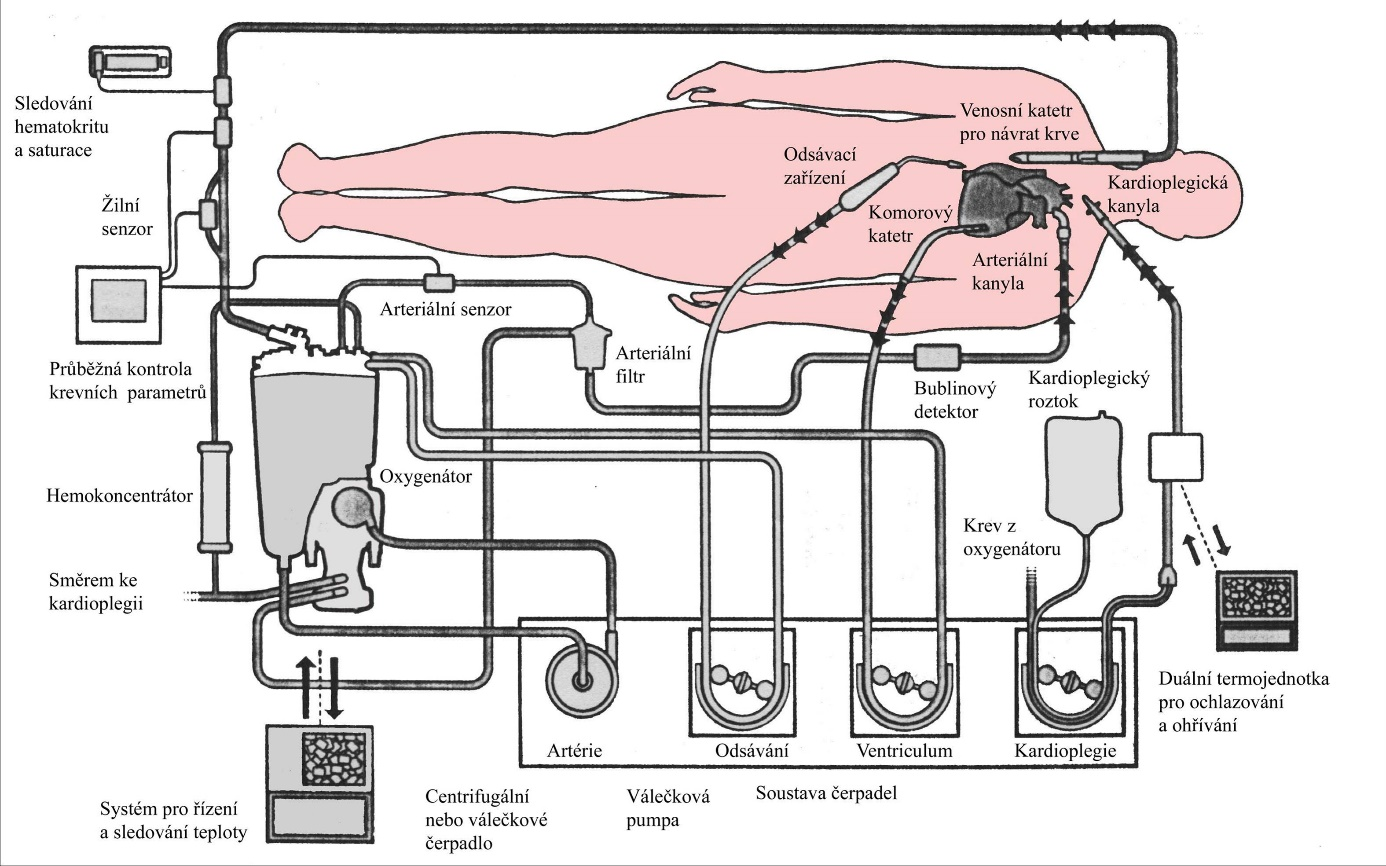 Sledování
hematokritu
a saturace
Venosní katetr
pro návrat krve
Odsávací
zařízení
Kardioplegická
kanyla
Komorový
katetr
Žilní
senzor
Arteriální
kanyla
Arteriální senzor
Průběžná kontrola
krevních parametrů
Arteriální
filtr
Bublinový
detektor
Kardioplegický
roztok
Oxygenátor
Hemokoncentrátor
Krev z
oxygenátoru
Směrem ke
kardioplegii
Duální termojednotka
pro ochlazování
a ohřívání
Artérie
Odsávání
Ventriculum
Kardioplegie
Systém pro řízení
a sledování teploty
Centrifugální
nebo válečkové
čerpadlo
Válečková
pumpa
Soustava čerpadel